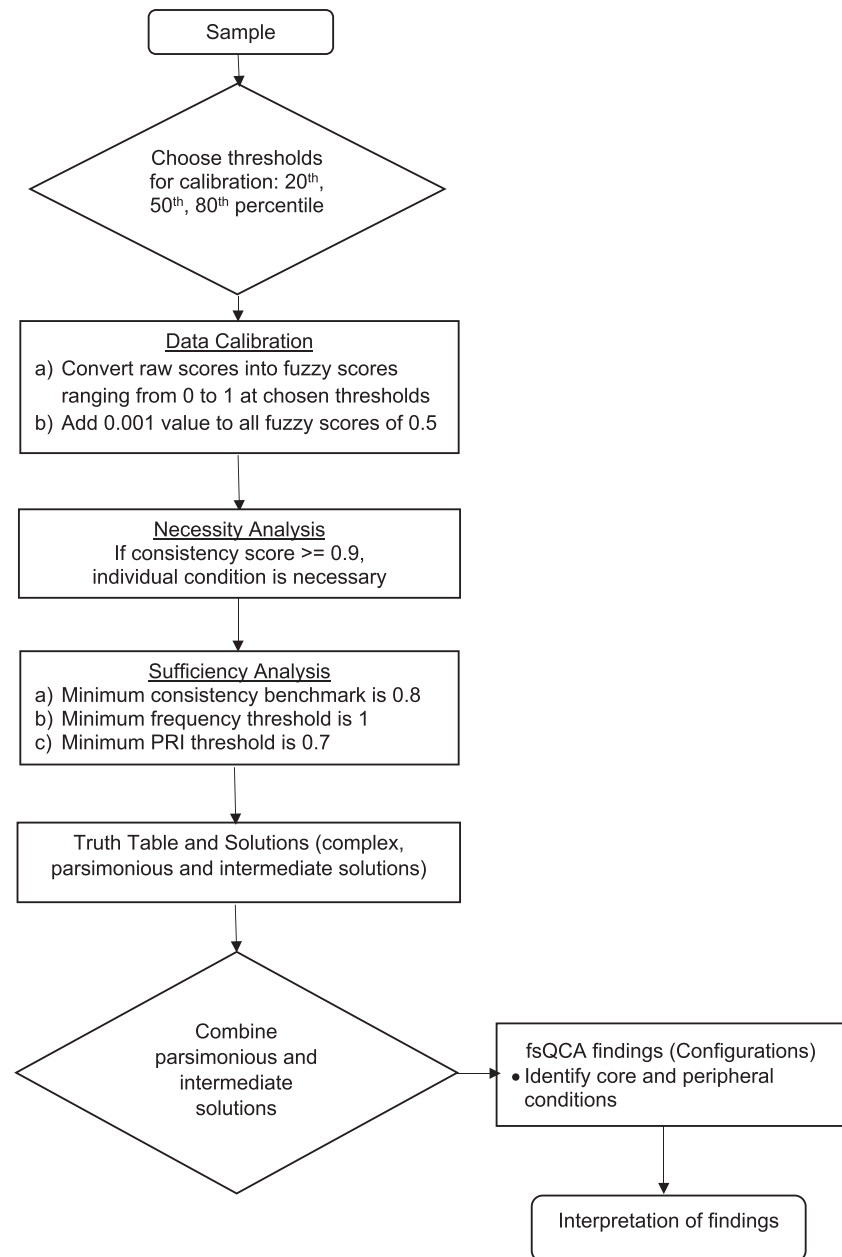 Sample
Choose thresholds
for calibration: 20th,
50th, 80th percentile
Data Calibration
a) Convert raw scores into fuzzy scores
ranging from 0 to 1 at chosen thresholds
b) Add 0.001 value to all fuzzy scores of 0.5
Necessity Analysis
If consistency score >= 0.9,
individual condition is necessary
Sufficiency Analysis
a) Minimum consistency benchmark is 0.8
b) Minimum frequency threshold is 1
c) Minimum PRI threshold is 0.7
Truth Table and Solutions (complex,
parsimonious and intermediate solutions)
Combine
parsimonious and
intermediate
solutions
fsQCA findings (Configurations)
• Identify core and peripheral
conditions
Interpretation of findings